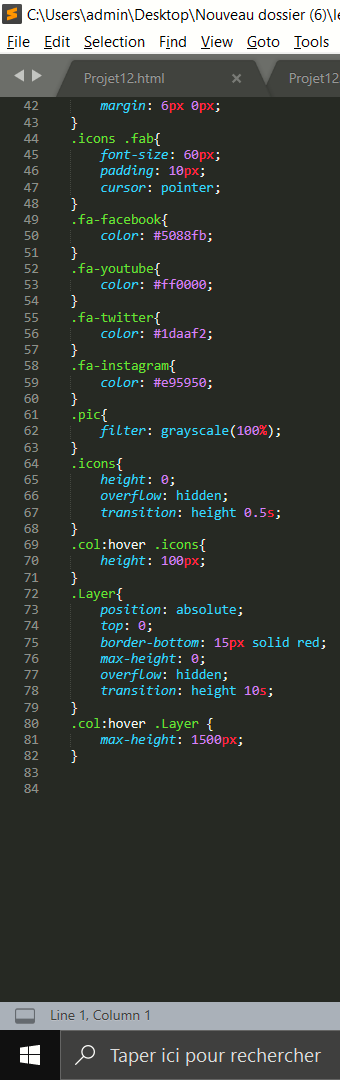 C:\Users\admin\Desktop\Nouveau dossier (6)\le
File Edit Selection Find View Goto Tools
Projet12.html × Projet12
42 margin: 6px 0px;
43 }
44 .icons .fab{
45 font-size: 60px;
46 padding: 10px;
47 cursor: pointer;
48 }
49 .fa-facebook{
50 color: #5088fb;
51 }
52 .fa-youtube{
53 color: #ff0000;
54 }
55 .fa-twitter{
56 color: #1daaf2;
57 }
58 .fa-instagram{
59 color: #e95950;
60 }
61 .pic{
62 filter: grayscale(100%);
63 }
64 .icons{
65 height: 0;
66 overflow: hidden;
67 transition: height 0.5s;
68 }
69 .col:hover .icons{
70 height: 100px;
71 }
72 .Layer{
73 position: absolute;
74 top: 0;
75 border-bottom: 15px solid red;
76 max-height: 0;
77 overflow: hidden;
78 transition: height 10s;
79 }
80 .col:hover .Layer {
81 max-height: 1500px;
82 }
83
84
Line 1, Column 1
Taper ici pour rechercher